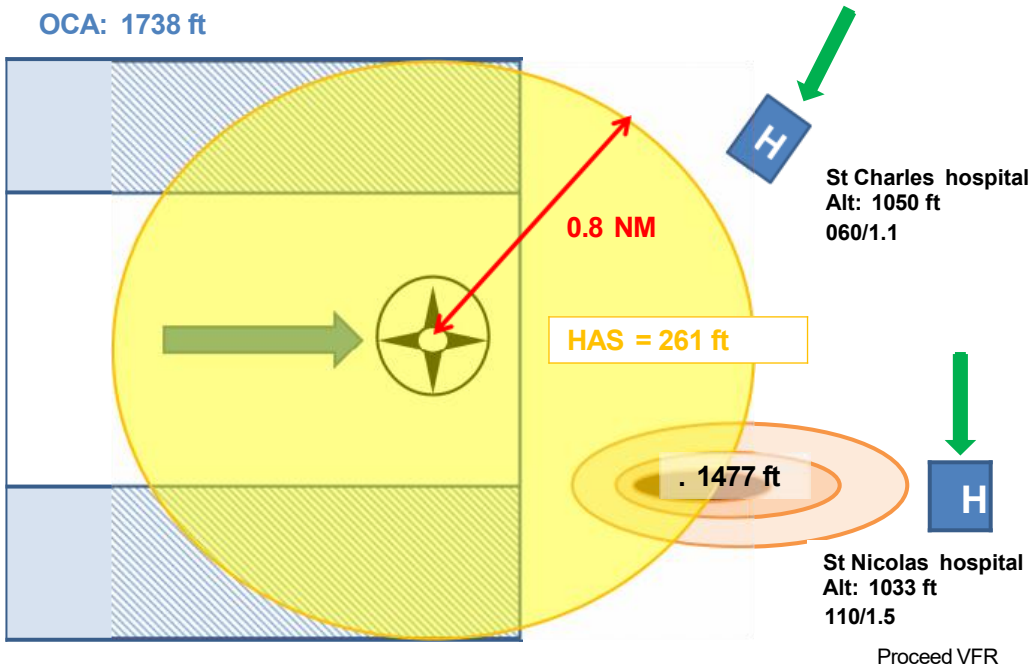 OCA: 1738 ft
H
St Charles hospital
Alt: 1050 ft
060/1.1
0.8 NM
HAS = 261 ft
. 1477 ft
H
St Nicolas hospital
Alt: 1033 ft
110/1.5
Proceed VFR